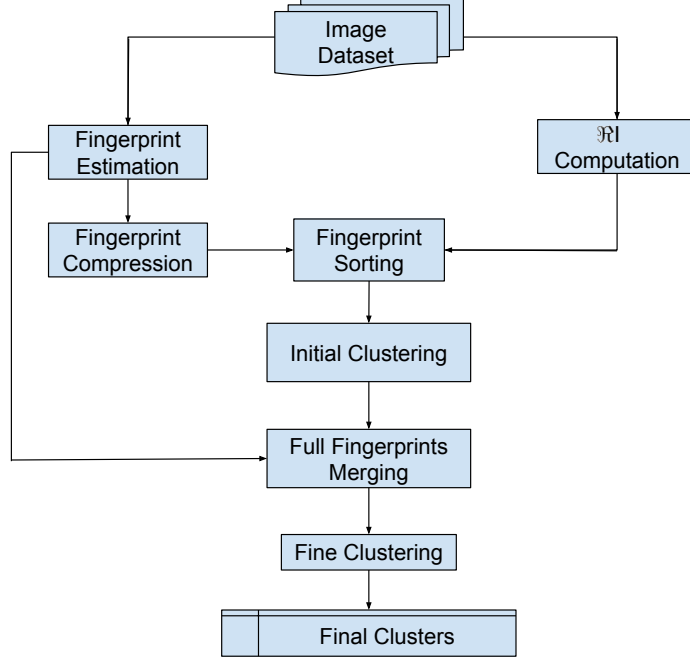 Image
Dataset
Fingerprint
Estimation
ℜI
Computation
Fingerprint
Compression
Fingerprint
Sorting
Initial Clustering
Full Fingerprints
Merging
Fine Clustering
Final Clusters